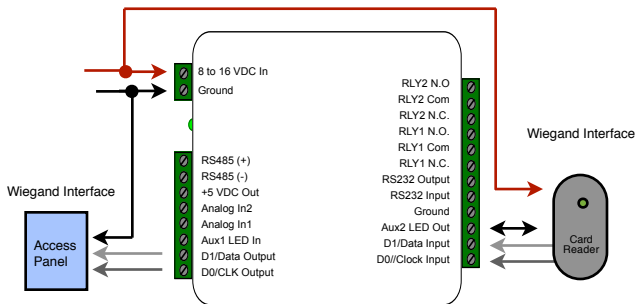 8 to 16 VDC In
Ground
RS485 (+)
RS485 (-)
+5 VDC Out
Analog In2
Analog In1
Aux1 LED In
D1/Data Output
D0/CLK Output
RLY2 N.O
RLY2 Com
RLY2 N.C.
RLY1 N.O.
RLY1 Com
RLY1 N.C.
RS232 Output
RS232 Input
Ground
Aux2 LED Out
D1/Data Input
D0//Clock Input
Wiegand Interface
Access
Panel
Wiegand Interface
Card
Reader